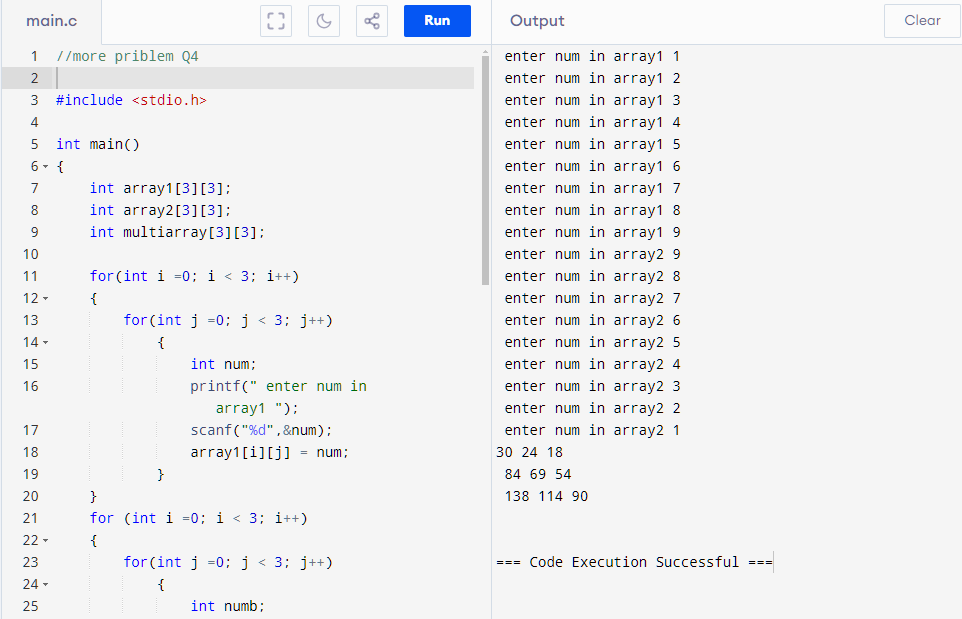 main.c
Run
Output
Clear
1 //more priblem Q4
2
3 #include <stdio.h>
4
5 int main()
6 {
7 int array1[3][3];
8 int array2[3][3];
9 int multiarray[3][3];
10
11 for(int i =0; i < 3; i++)
12 {
13 for(int j =0; j < 3; j++)
14 {
15 int num;
16 printf(" enter num in
array1 ");
17 scanf("%d",&num);
18 array1[i][j] = num;
19 }
20 }
21 for (int i =0; i < 3; i++)
22 {
23 for(int j =0; j < 3; j++)
24 {
25 int numb;
enter num in array1 1
enter num in array1 2
enter num in array1 3
enter num in array1 4
enter num in array1 5
enter num in array1 6
enter num in array1 7
enter num in array1 8
enter num in array1 9
enter num in array2 9
enter num in array2 8
enter num in array2 7
enter num in array2 6
enter num in array2 5
enter num in array2 4
enter num in array2 3
enter num in array2 2
enter num in array2 1
30 24 18
84 69 54
138 114 90
=== Code Execution Successful ===